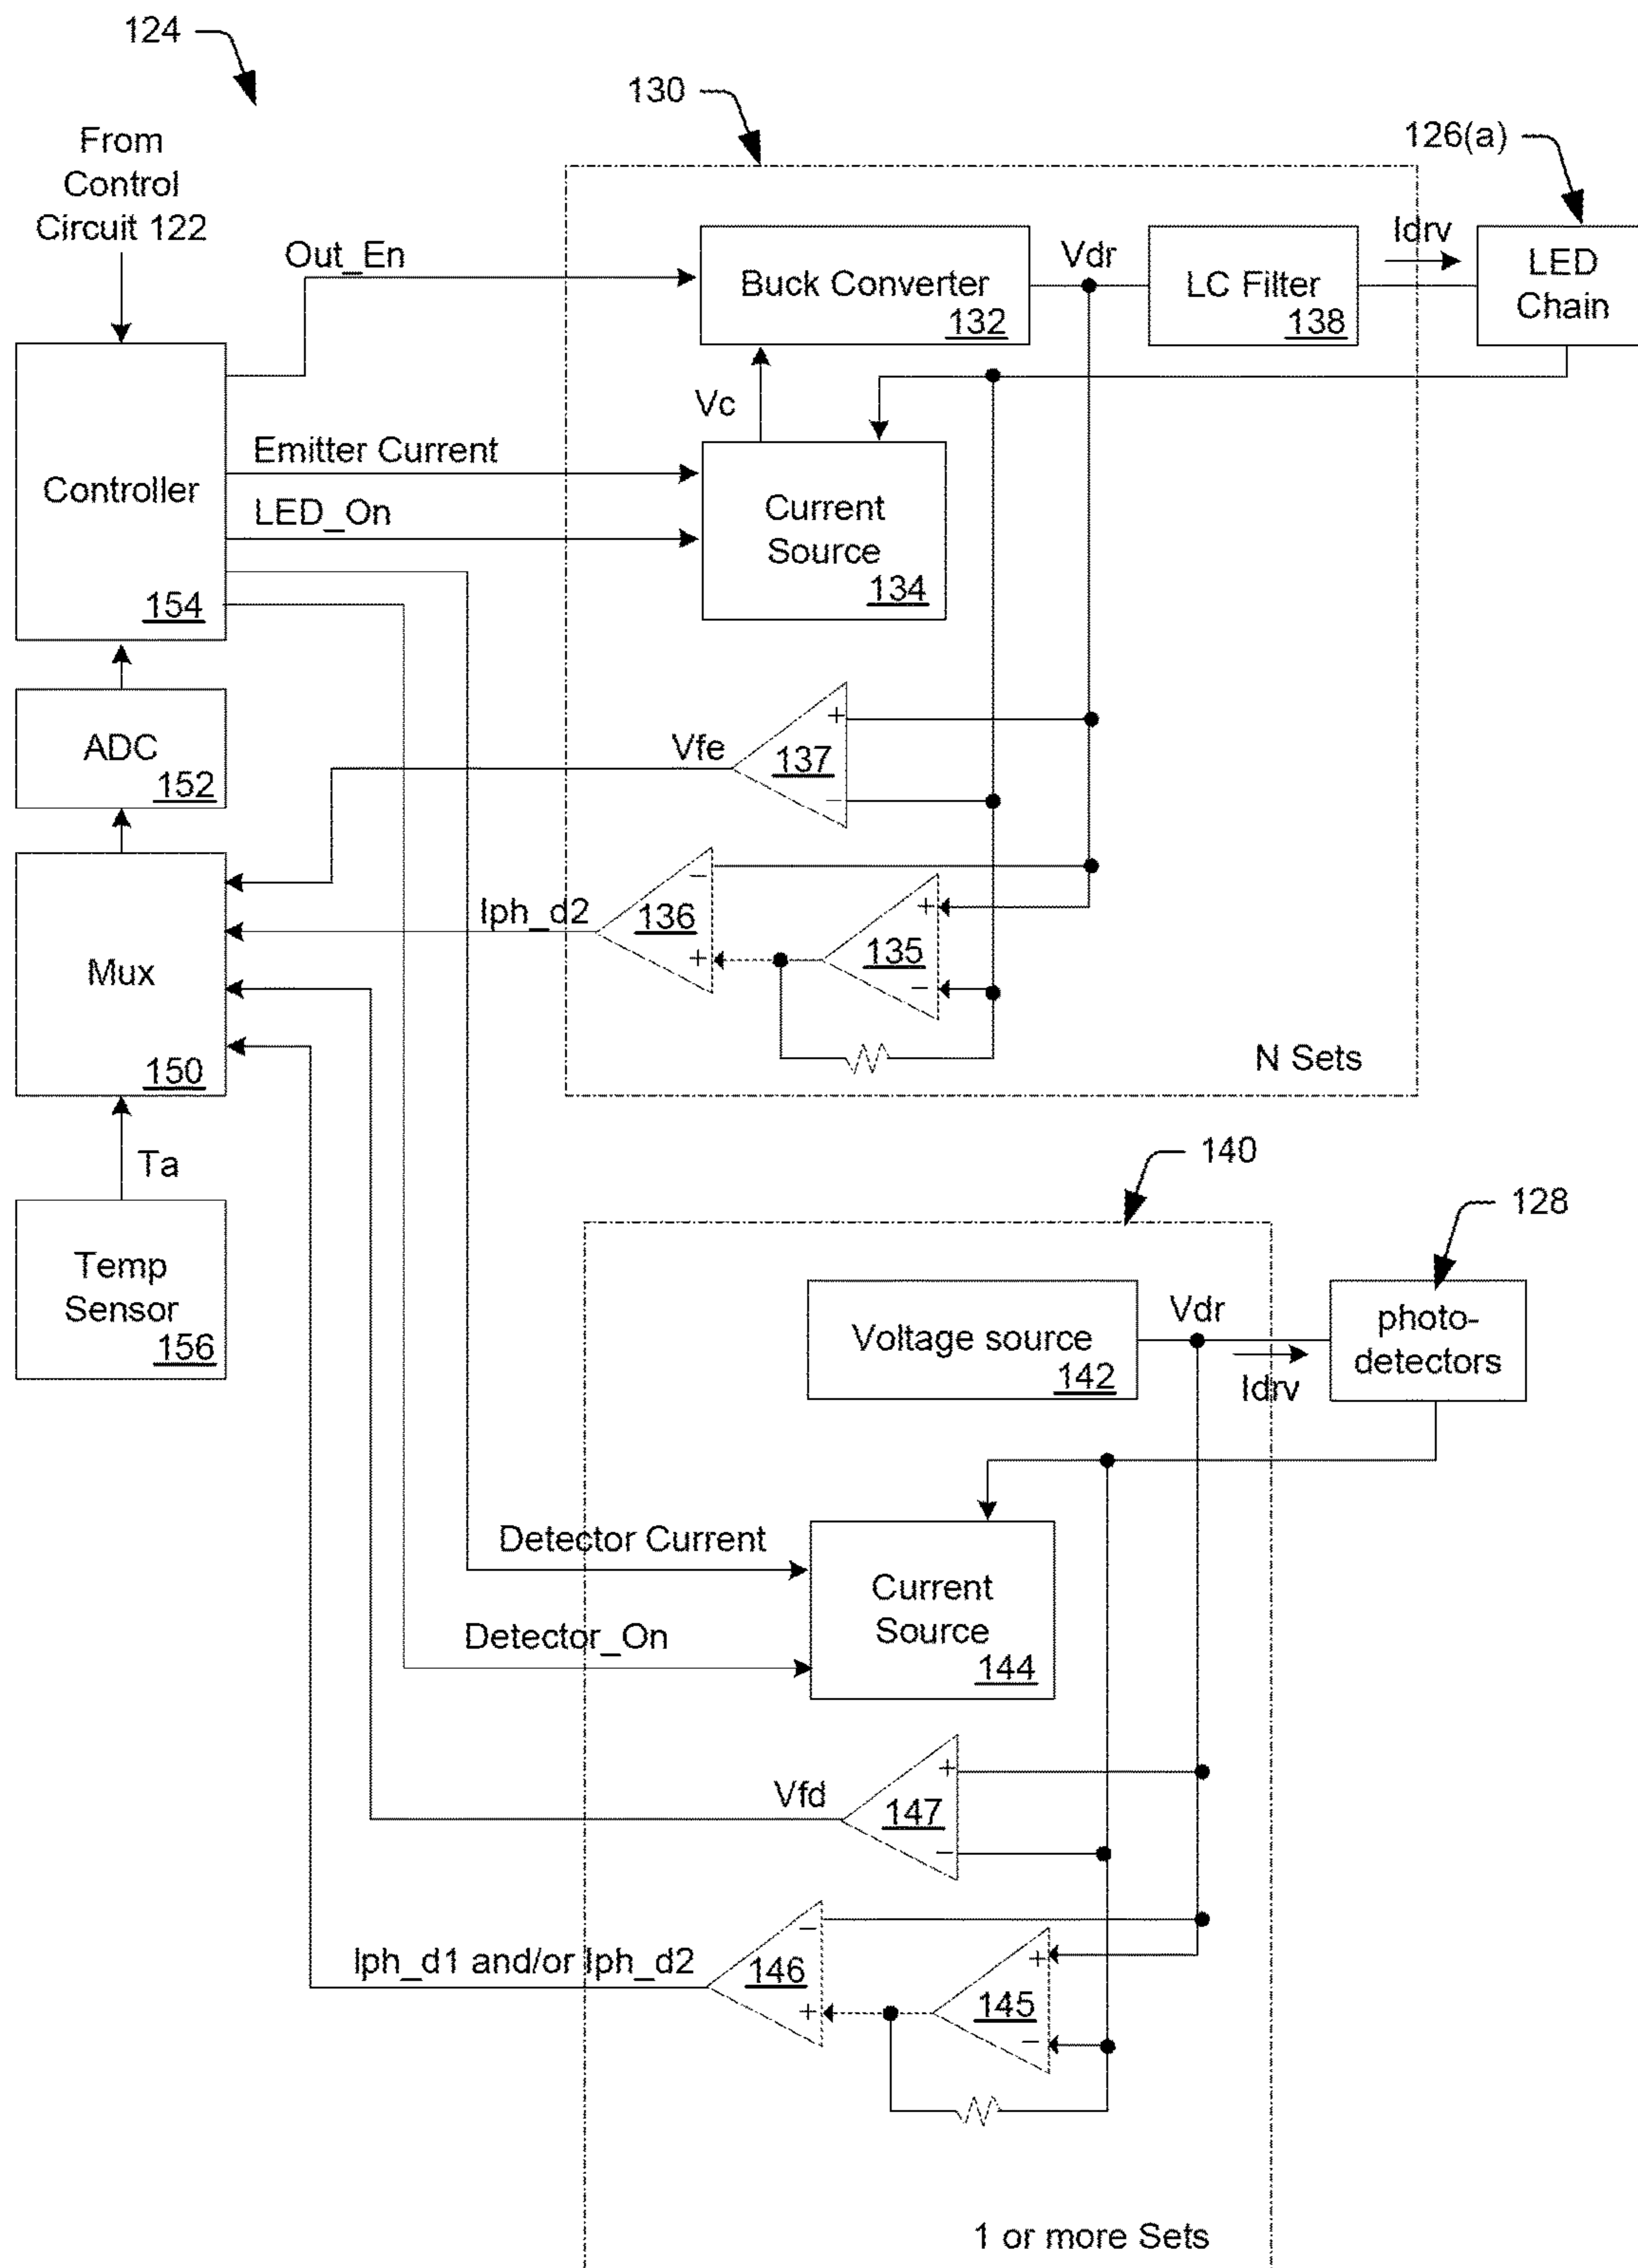 124
130
126(a)
From
Control
Circuit 122
Out_En
Buck Converter
132
Vdr
LC Filter
138
Idrv
LED
Chain
Vc
Controller
154
Emitter Current
LED_On
Current
Source
134
ADC
152
Vfe
+
137
−
Mux
150
Iph_d2
−
136
+
+
135
−
N Sets
Ta
Temp
Sensor
156
140
128
Voltage source
142
Vdr
Idrv
photo-
detectors
Detector Current
Detector_On
Current
Source
144
Vfd
+
147
−
Iph_d1 and/or Iph_d2
−
146
+
+
145
−
1 or more Sets